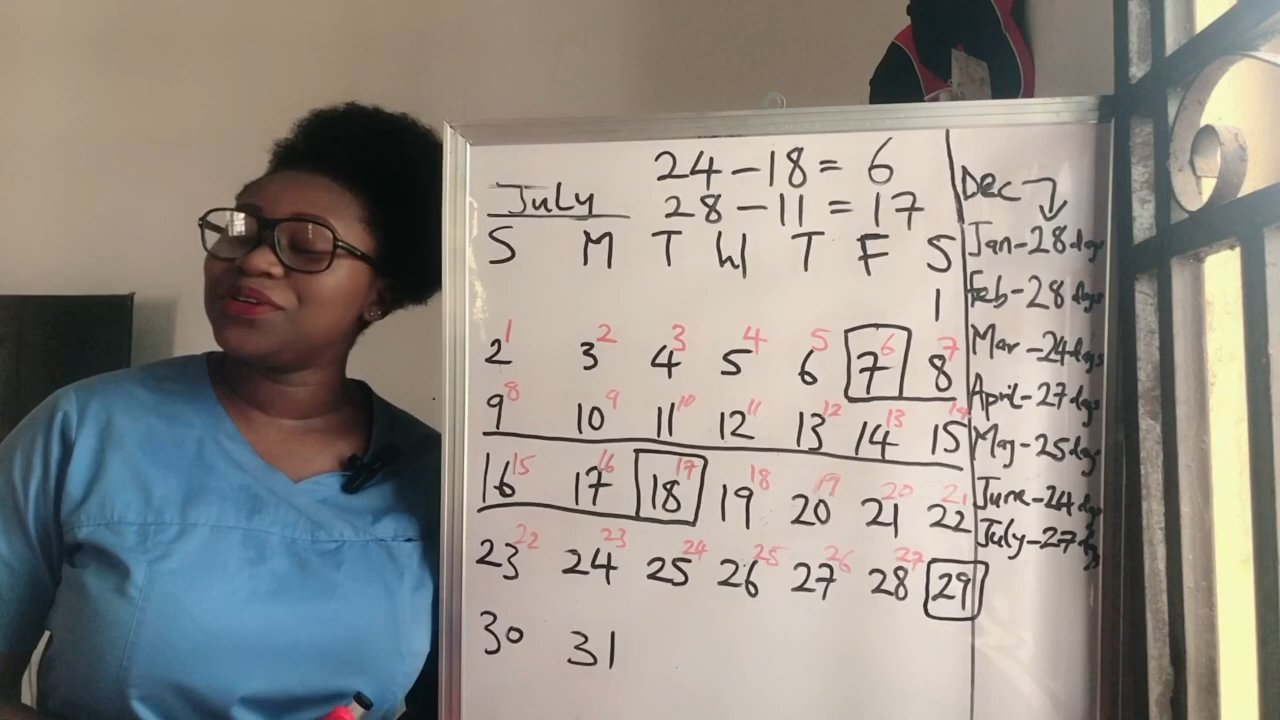 24-18= 6
July 28-11=17
S M T W T F S
1
2 1 3 2 4 3 5 4 6 5 7 6 8 7
9 8 10 9 11 10 12 11 13 12 14 13 15 14
16 15 17 16 18 17 19 18 20 19 21 20 22 21
23 22 24 23 25 24 26 25 27 26 28 27 29
30 31
Dec
Jan-28 days
Feb-28 days
Mar-24 days
April-27 days
May-25 days
June-24 days
July-27 days